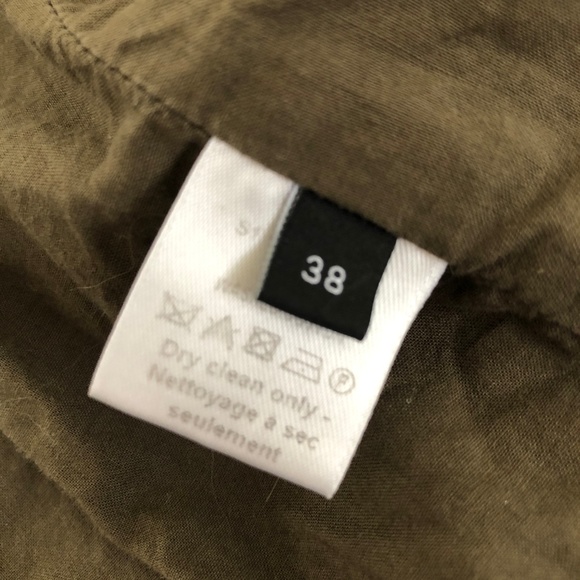 38
P
Dry clean only -
Nettoyage à sec
seulement